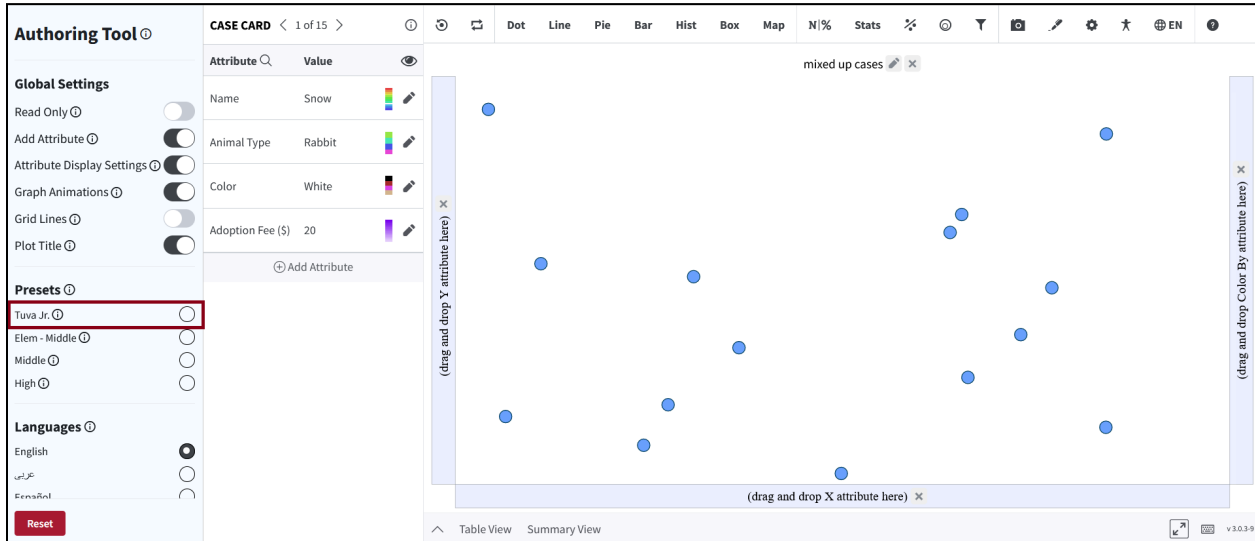 Authoring Tool
Global Settings
Read Only
Add Attribute
Attribute Display Settings
Graph Animations
Grid Lines
Plot Title
Presets
Tuva Jr.
Elem - Middle
Middle
High
Languages
English
عربى
Español
Reset
CASE CARD 1 of 15
Attribute Value
Name Snow
Animal Type Rabbit
Color White
Adoption Fee ($) 20
Add Attribute
Dot Line Pie Bar Hist Box Map N|% Stats EN
mixed up cases
(drag and drop Y attribute here)
(drag and drop Color By attribute here)
(drag and drop X attribute here)
Table View Summary View
v 3.0.3-9